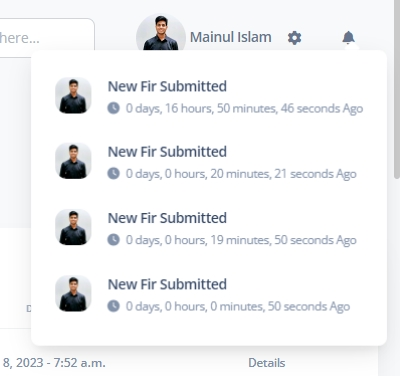 here...
Mainul Islam
New Fir Submitted
0 days, 16 hours, 50 minutes, 46 seconds Ago
New Fir Submitted
0 days, 0 hours, 20 minutes, 21 seconds Ago
New Fir Submitted
0 days, 0 hours, 19 minutes, 50 seconds Ago
New Fir Submitted
0 days, 0 hours, 0 minutes, 50 seconds Ago
8, 2023 - 7:52 a.m. Details